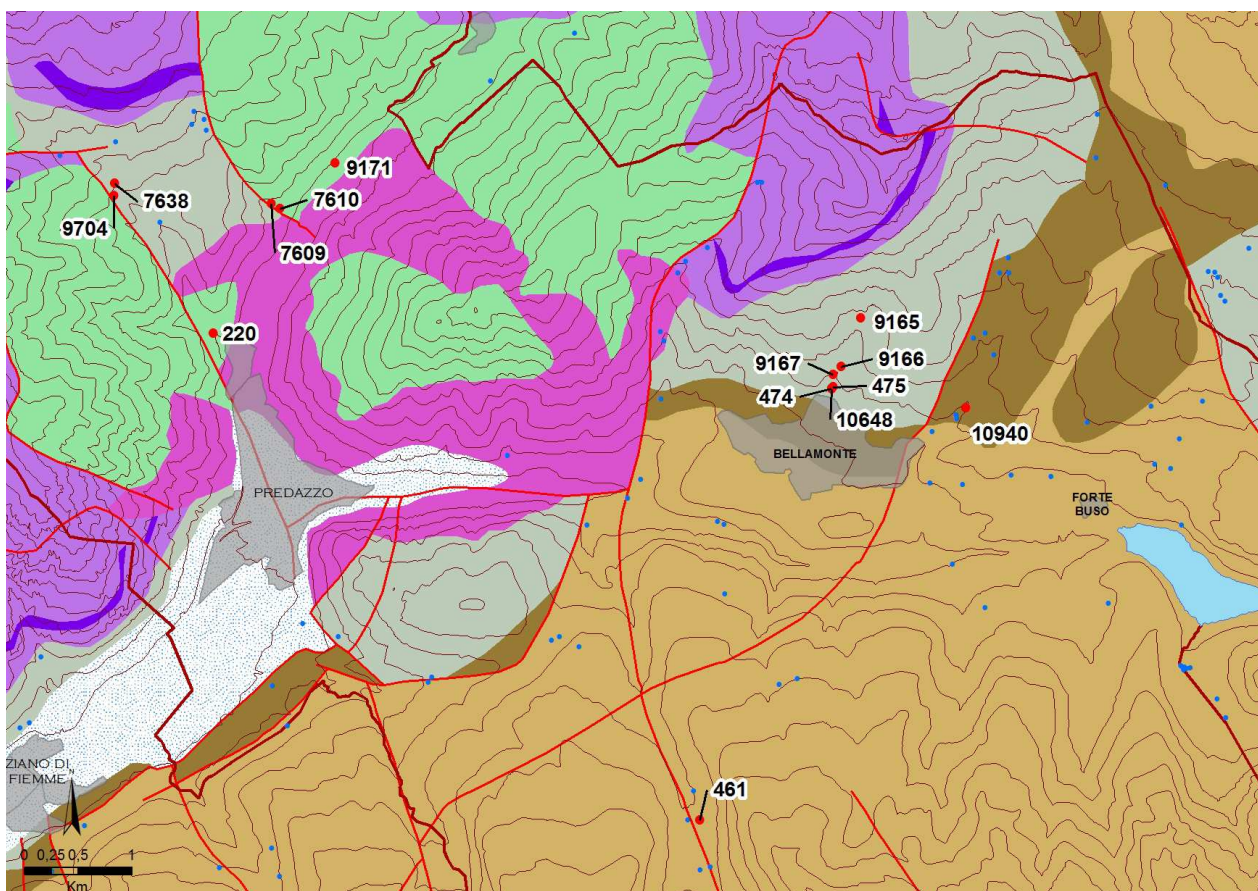 9171
7638
7610
9704
7609
220
9165
9167
9166
474
475
10648
10940
BELLAMONTE
PREDAZZO
FORTE
BUSO
ZIANO DI
FIEMME
461
0 0,25 0,5 1
Km